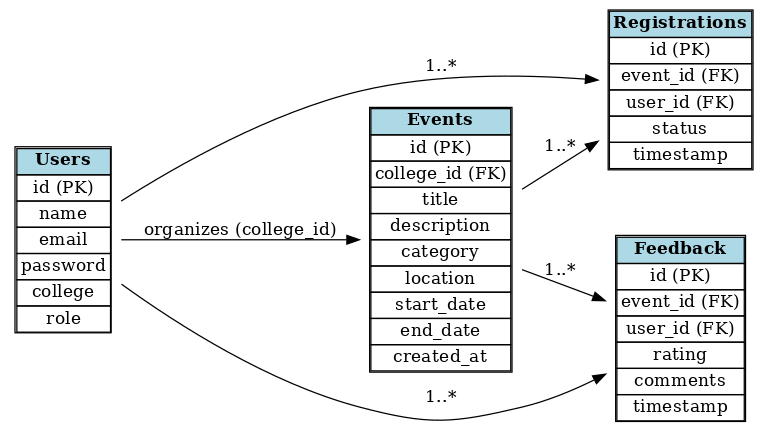 Users
id (PK)
name
email
password
college
role
organizes (college_id)
1..*
Events
id (PK)
college_id (FK)
title
description
category
location
start_date
end_date
created_at
1..*
1..*
1..*
Registrations
id (PK)
event_id (FK)
user_id (FK)
status
timestamp
Feedback
id (PK)
event_id (FK)
user_id (FK)
rating
comments
timestamp